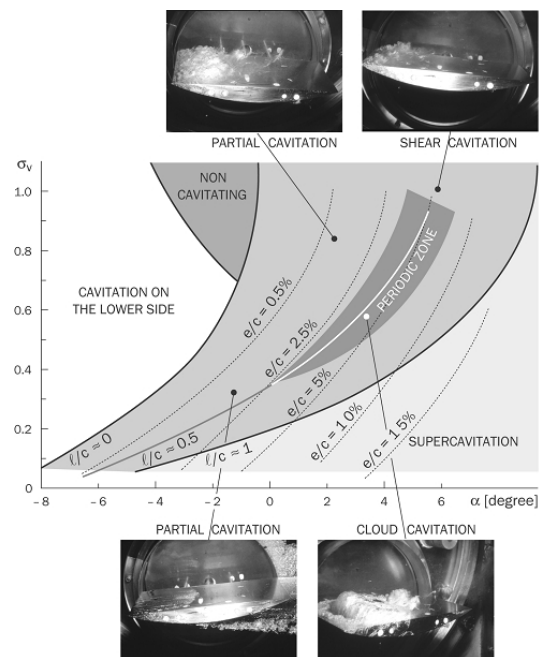 PARTIAL CAVITATION
SHEAR CAVITATION
σv
1.0
0.8
0.6
0.4
0.2
0
NON
CAVITATING
CAVITATION ON
THE LOWER SIDE
PERIODIC ZONE
e/c = 0.5%
e/c = 2.5%
e/c = 5%
e/c = 10%
e/c = 15%
ℓ/c ≈ 0
ℓ/c ≈ 0.5
ℓ/c ≈ 1
SUPERCAVITATION
− 8
− 6
− 4
− 2
0
2
4
6
α [degree]
PARTIAL CAVITATION
CLOUD CAVITATION